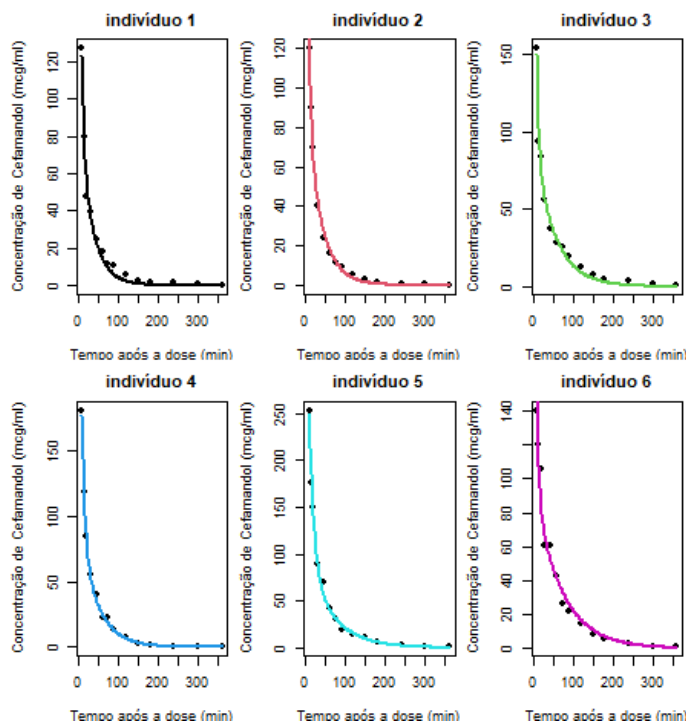 indivíduo 1
Concentração de Cefamandol (mcg/ml)
0 20 40 60 80 100 120
0 100 200 300
Tempo após a dose (min)
indivíduo 2
Concentração de Cefamandol (mcg/ml)
0 20 40 60 80 100 120
0 100 200 300
Tempo após a dose (min)
indivíduo 3
Concentração de Cefamandol (mcg/ml)
0 50 100 150
0 100 200 300
Tempo após a dose (min)
indivíduo 4
Concentração de Cefamandol (mcg/ml)
0 50 100 150
0 100 200 300
Tempo após a dose (min)
indivíduo 5
Concentração de Cefamandol (mcg/ml)
0 50 100 150 200 250
0 100 200 300
Tempo após a dose (min)
indivíduo 6
Concentração de Cefamandol (mcg/ml)
0 20 40 60 80 100 140
0 100 200 300
Tempo após a dose (min)